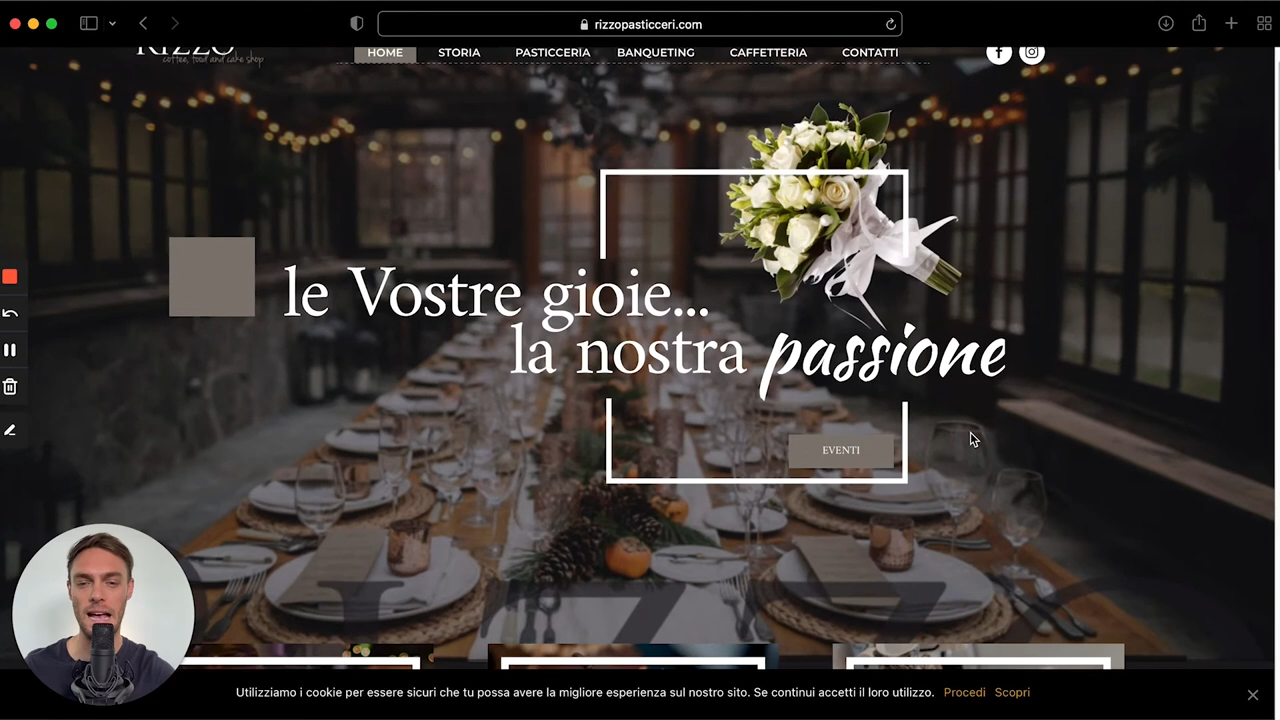 rizzopasticceri.com
RIZZO
coffee, food and cake shop
HOME STORIA PASTICCERIA BANQUETING CAFFETTERIA CONTATTI
le Vostre gioie...
la nostra passione
EVENTI
RIZZO
Utilizziamo i cookie per essere sicuri che tu possa avere la migliore esperienza sul nostro sito. Se continui accetti il loro utilizzo. Procedi Scopri